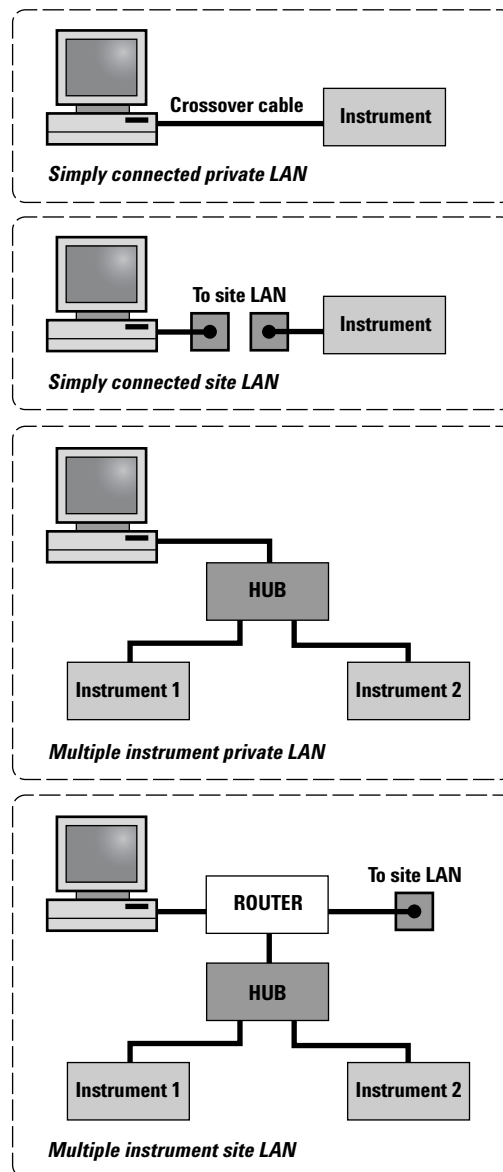 Crossover cable
Instrument
Simply connected private LAN
To site LAN
Instrument
Simply connected site LAN
HUB
Instrument 1
Instrument 2
Multiple instrument private LAN
To site LAN
ROUTER
HUB
Instrument 1
Instrument 2
Multiple instrument site LAN